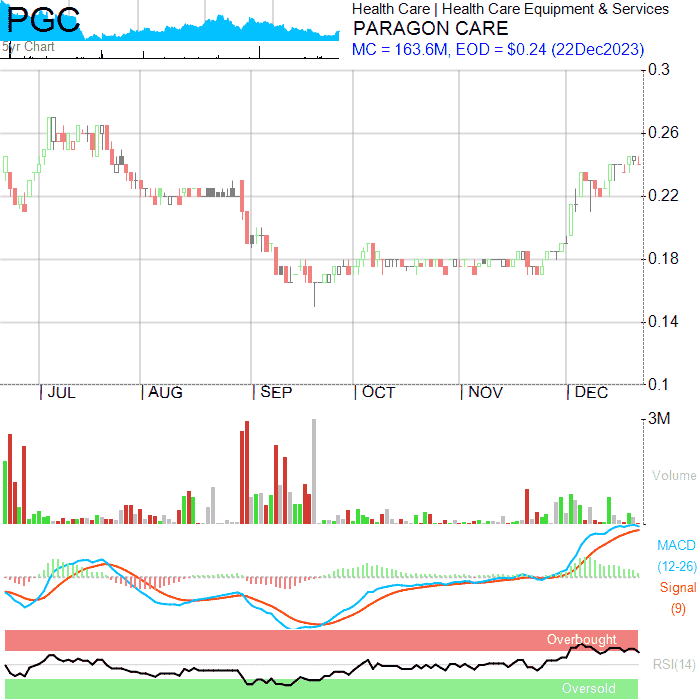 PGC
5yr Chart
Health Care | Health Care Equipment & Services
PARAGON CARE
MC = 163.6M, EOD = $0.24 (22Dec2023)
0.3
0.26
0.22
0.18
0.14
0.1
JUL AUG SEP OCT NOV DEC
3M
Volume
MACD
(12-26)
Signal
(9)
Overbought
RSI(14)
Oversold